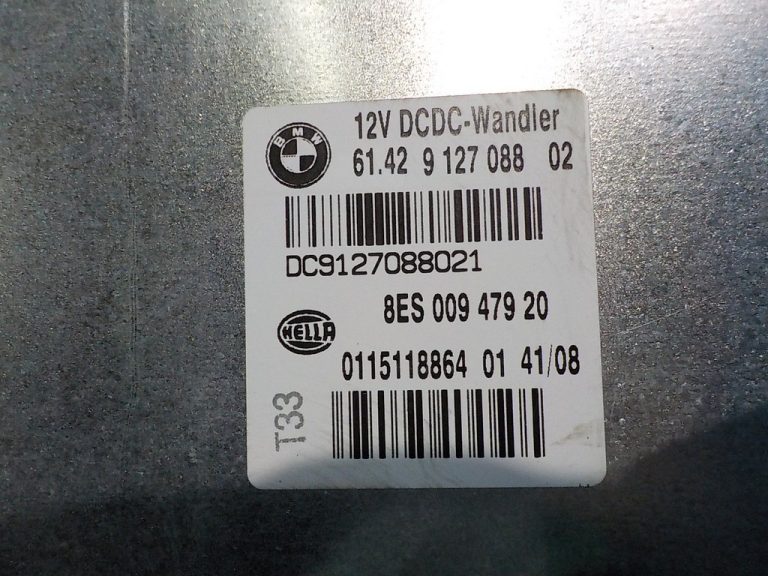 12V DCDC-Wandler
BMW
61.42 9 127 088 02
DC9127088021
8ES 009 479 20
HELLA
0115118864 01 41/08
T33